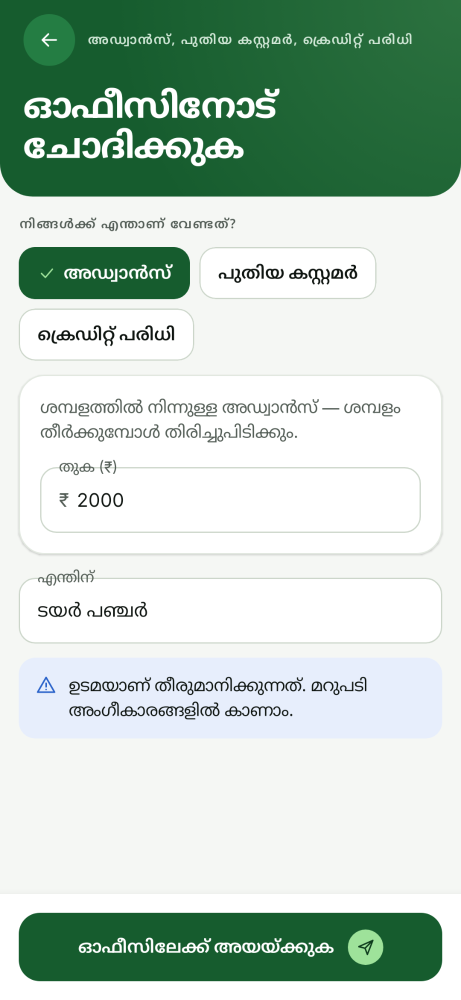 അഡ്വാൻസ്, പുതിയ കസ്റ്റമർ, ക്രെഡിറ്റ് പരിധി
ഓഫീസിനോട്
ചോദിക്കുക
നിങ്ങൾക്ക് എന്താണ് വേണ്ടത്?
അഡ്വാൻസ്
പുതിയ കസ്റ്റമർ
ക്രെഡിറ്റ് പരിധി
ശമ്പളത്തിൽ നിന്നുള്ള അഡ്വാൻസ് — ശമ്പളം
തീർക്കുമ്പോൾ തിരിച്ചുപിടിക്കും.
തുക (₹)
₹ 2000
എന്തിന്
ടയർ പഞ്ചർ
ഉടമയാണ് തീരുമാനിക്കുന്നത്. മറുപടി
അംഗീകാരങ്ങളിൽ കാണാം.
ഓഫീസിലേക്ക് അയയ്ക്കുക